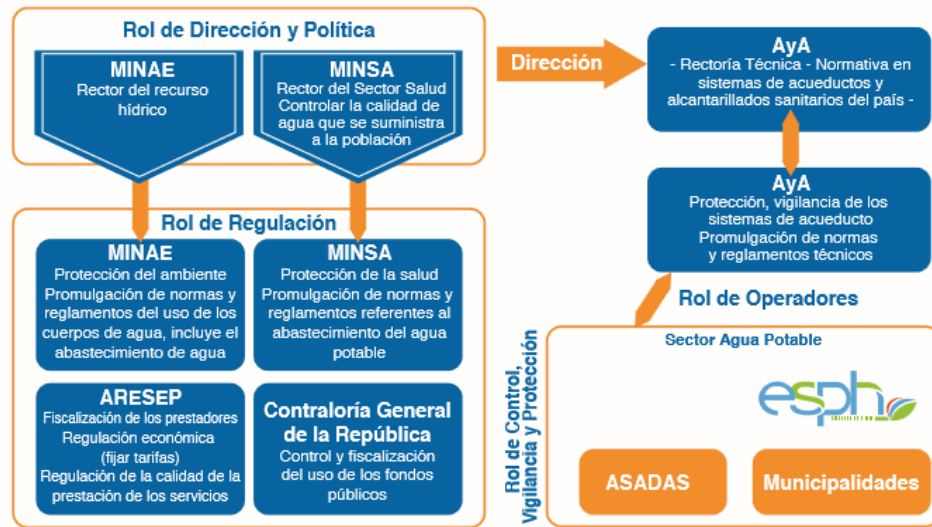 Rol de Dirección y Política
MINAE
Rector del recurso
hídrico
MINSA
Rector del Sector Salud
Controlar la calidad de
agua que se suministra
a la población
Dirección
AyA
- Rectoría Técnica - Normativa en
sistemas de acueductos y
alcantarillados sanitarios del país -
AyA
Protección, vigilancia de los
sistemas de acueducto
Promulgación de normas
y reglamentos técnicos
Rol de Regulación
MINAE
Protección del ambiente
Promulgación de normas y
reglamentos del uso de los
cuerpos de agua, incluye el
abastecimiento de agua
MINSA
Protección de la salud
Promulgación de normas y
reglamentos referentes al
abastecimiento del agua
potable
ARESEP
Fiscalización de los prestadores
Regulación económica
(fijar tarifas)
Regulación de la calidad de la
prestación de los servicios
Contraloría General
de la República
Control y fiscalización
del uso de los fondos
públicos
Rol de Operadores
Rol de Control,
Vigilancia y Protección
Sector Agua Potable
esph
ASADAS
Municipalidades